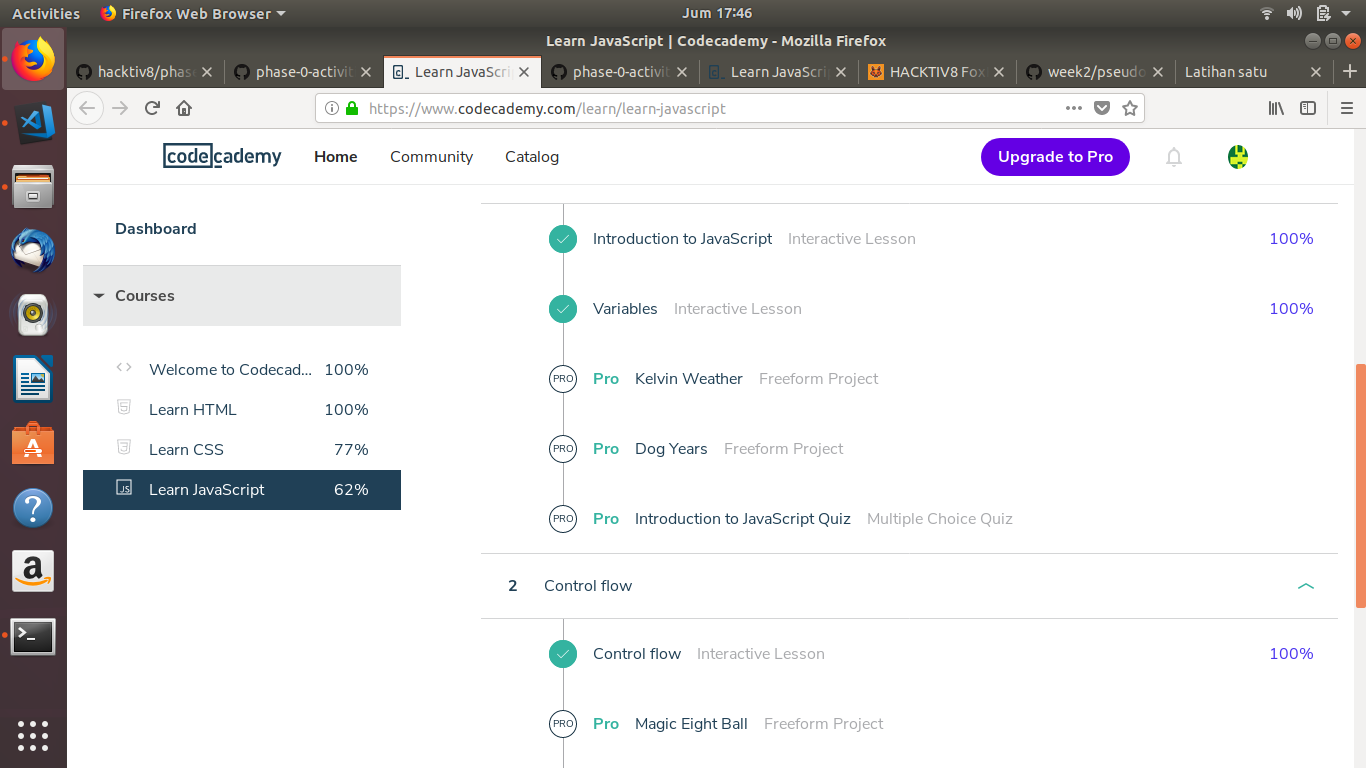 Activities Firefox Web Browser Jum 17:46
Learn JavaScript | Codecademy - Mozilla Firefox
hacktiv8/phas phase-0-activit Learn JavaScri phase-0-activit Learn JavaScri HACKTIV8 Fox week2/pseudo Latihan satu
https://www.codecademy.com/learn/learn-javascript
codecademy Home Community Catalog Upgrade to Pro
Dashboard
Courses
Welcome to Codecad... 100%
Learn HTML 100%
Learn CSS 77%
JS Learn JavaScript 62%
Introduction to JavaScript Interactive Lesson 100%
Variables Interactive Lesson 100%
PRO Pro Kelvin Weather Freeform Project
PRO Pro Dog Years Freeform Project
PRO Pro Introduction to JavaScript Quiz Multiple Choice Quiz
2 Control flow
Control flow Interactive Lesson 100%
PRO Pro Magic Eight Ball Freeform Project